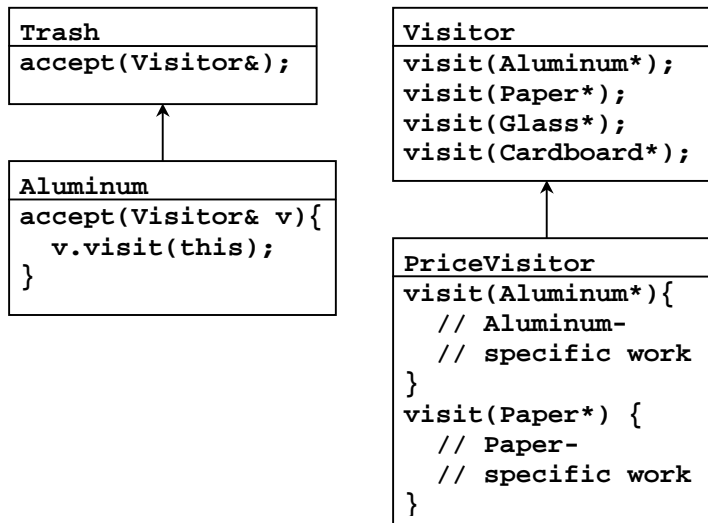 Trash
accept(Visitor&);
Aluminum
accept(Visitor& v){
v.visit(this);
}
Visitor
visit(Aluminum*);
visit(Paper*);
visit(Glass*);
visit(Cardboard*);
PriceVisitor
visit(Aluminum*){
// Aluminum-
// specific work
}
visit(Paper*) {
// Paper-
// specific work
}